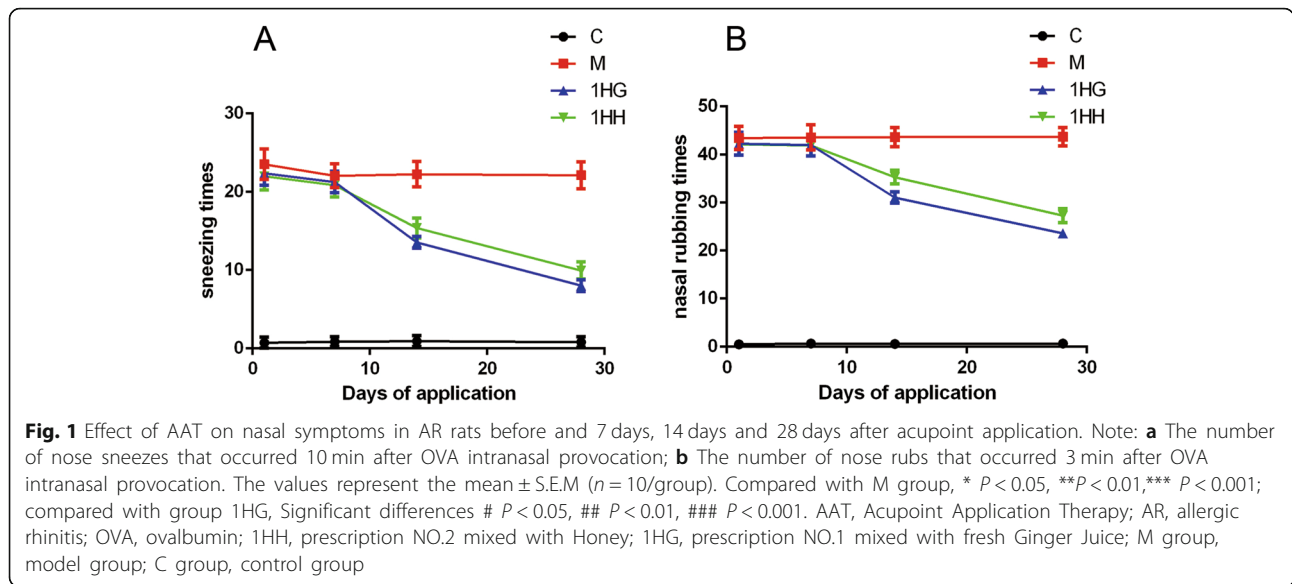 A
C
M
1HG
1HH
30
20
10
0
sneezing times
0 10 20 30
Days of application
B
C
M
1HG
1HH
50
40
30
20
10
0
nasal rubbing times
0 10 20 30
Days of application
Fig. 1 Effect of AAT on nasal symptoms in AR rats before and 7 days, 14 days and 28 days after acupoint application. Note: a The number
of nose sneezes that occurred 10 min after OVA intranasal provocation; b The number of nose rubs that occurred 3 min after OVA
intranasal provocation. The values represent the mean ± S.E.M (n = 10/group). Compared with M group, * P < 0.05, **P < 0.01,*** P < 0.001;
compared with group 1HG, Significant differences # P < 0.05, ## P < 0.01, ### P < 0.001. AAT, Acupoint Application Therapy; AR, allergic
rhinitis; OVA, ovalbumin; 1HH, prescription NO.2 mixed with Honey; 1HG, prescription NO.1 mixed with fresh Ginger Juice; M group,
model group; C group, control group